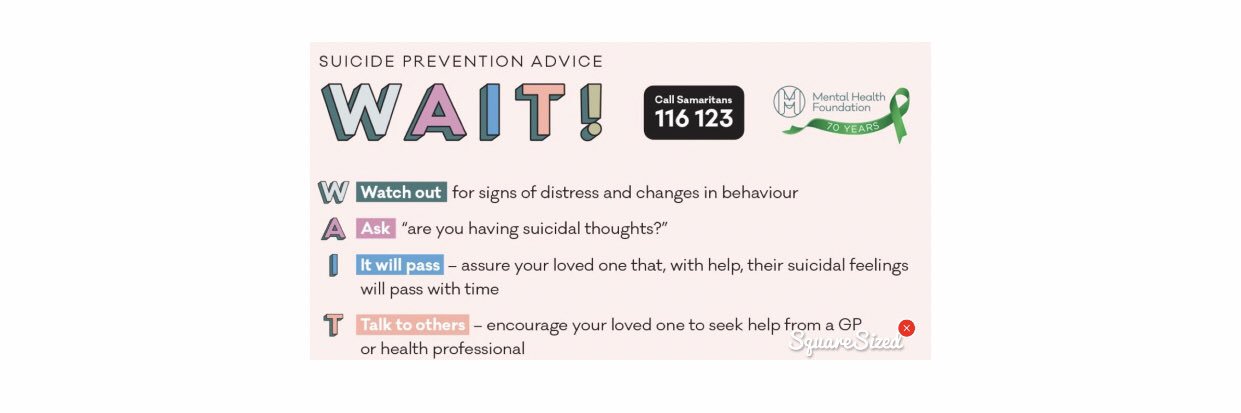 SUICIDE PREVENTION ADVICE
WAIT!
Call Samaritans
116 123
Mental Health
Foundation
70 YEARS
W Watch out for signs of distress and changes in behaviour
A Ask “are you having suicidal thoughts?”
I It will pass – assure your loved one that, with help, their suicidal feelings
will pass with time
T Talk to others – encourage your loved one to seek help from a GP
or health professional
SquareSized